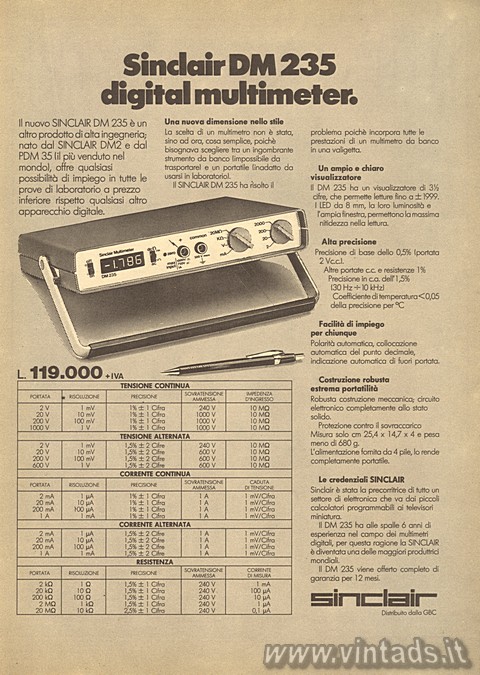 Sinclair DM 235
digital multimeter.
Il nuovo SINCLAIR DM 235 è un
altro prodotto di alta ingegneria;
nato dal SINCLAIR DM2 e dal
PDM 35 (il più venduto nel
mondo), offre qualsiasi
possibilità di impiego in tutte le
prove di laboratorio a prezzo
inferiore rispetto qualsiasi altro
apparecchio digitale.
Una nuova dimensione nello stile
La scelta di un multimetro non è stata,
sino ad ora, cosa semplice, poichè
bisognava scegliere tra un ingombrante
strumento da banco (impossibile da
trasportare) e un portatile (inadatto da
usarsi in laboratorio).
Il SINCLAIR DM 235 ha risolto il
problema poichè incorpora tutte le
prestazioni di un multimetro da banco
in una valigetta.
Un ampio e chiaro
visualizzatore
Il DM 235 ha un visualizzatore di 3½
cifre, che permette letture fino a ± 1999.
I LED da 8 mm, la loro luminosità e
l'ampia finestra, permettono la massima
nitidezza nella lettura.
Alta precisione
Precisione di base dello 0,5% (portata
2 V c.c.).
Altre portate c.c. e resistenze 1%
Precisione in c.a. dell'1,5%
(30 Hz ÷ 10 kHz)
Coefficiente di temperatura <0,05
della precisione per °C
Facilità di impiego
per chiunque
Polarità automatica, collocazione
automatica del punto decimale,
indicazione automatica di fuori portata.
Costruzione robusta
estrema portatilità
Robusta costruzione meccanica; circuito
elettronico completamente allo stato
solido.
Protezione contro il sovraccarico
Misura solo cm 25,4 x 14,7 x 4 e pesa
meno di 680 g.
L'alimentazione fornita da 4 pile, lo rende
completamente portatile.
Le credenziali SINCLAIR
Sinclair è stata la precorritrice di tutto un
settore di elettronica che va dai piccoli
calcolatori programmabili ai televisori
miniatura.
Il DM 235 ha alle spalle 6 anni di
esperienza nel campo dei multimetri
digitali, per questa ragione la SINCLAIR
è diventata una delle maggiori produttrici
mondiali.
Il DM 235 viene offerto completo di
garanzia per 12 mesi.
sinclair
Distribuito dalla GBC
Sinclair Multimeter
-1.786
DM 235
common
20MΩ
2000
L. 119.000 + IVA
TENSIONE CONTINUA
PORTATA RISOLUZIONE PRECISIONE SOVRATENSIONE AMMESSA IMPEDENZA D'INGRESSO
2 V 1 mV 1% ± 1 Cifra 240 V 10 MΩ
20 V 10 mV 1% ± 1 Cifra 1000 V 10 MΩ
200 V 100 mV 1% ± 1 Cifra 1000 V 10 MΩ
1000 V 1 V 1% ± 1 Cifra 1000 V 10 MΩ
TENSIONE ALTERNATA
2 V 1 mV 1,5% ± 2 Cifre 240 V 10 MΩ
20 V 10 mV 1,5% ± 2 Cifre 600 V 10 MΩ
200 V 100 mV 1,5% ± 2 Cifre 600 V 10 MΩ
600 V 1 V 1,5% ± 2 Cifre 600 V 10 MΩ
CORRENTE CONTINUA
PORTATA RISOLUZIONE PRECISIONE SOVRATENSIONE AMMESSA CADUTA DI TENSIONE
2 mA 1 µA 1% ± 1 Cifra 1 A 1 mV/Cifra
20 mA 10 µA 1% ± 1 Cifra 1 A 1 mV/Cifra
200 mA 100 µA 1% ± 1 Cifra 1 A 1 mV/Cifra
1 A 1 mA 1% ± 1 Cifra 1 A 1 mV/Cifra
CORRENTE ALTERNATA
2 mA 1 µA 1,5% ± 2 Cifre 1 A 1 mV/Cifra
20 mA 10 µA 1,5% ± 2 Cifre 1 A 1 mV/Cifra
200 mA 100 µA 1,5% ± 2 Cifre 1 A 1 mV/Cifra
1 A 1 mA 1,5% ± 2 Cifre 1 A 1 mV/Cifra
RESISTENZA
PORTATA RISOLUZIONE PRECISIONE SOVRATENSIONE AMMESSA CORRENTE DI MISURA
2 kΩ 1 Ω 1,5% ± 1 Cifra 240 V 1 mA
20 kΩ 10 Ω 1,5% ± 1 Cifra 240 V 100 µA
200 kΩ 100 Ω 1,5% ± 1 Cifra 240 V 10 µA
2 MΩ 1 kΩ 1,5% ± 1 Cifra 240 V 1 µA
20 MΩ 10 kΩ 2,5% ± 1 Cifra 240 V 0,1 µA
www.vintads.it